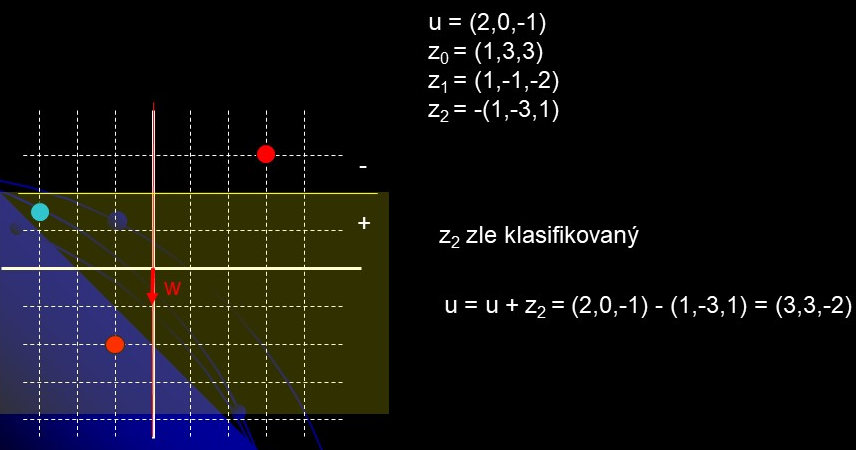 u = (2,0,-1)
z₀ = (1,3,3)
z₁ = (1,-1,-2)
z₂ = -(1,-3,1)
-
+
z₂ zle klasifikovaný
w
u = u + z₂ = (2,0,-1) - (1,-3,1) = (3,3,-2)